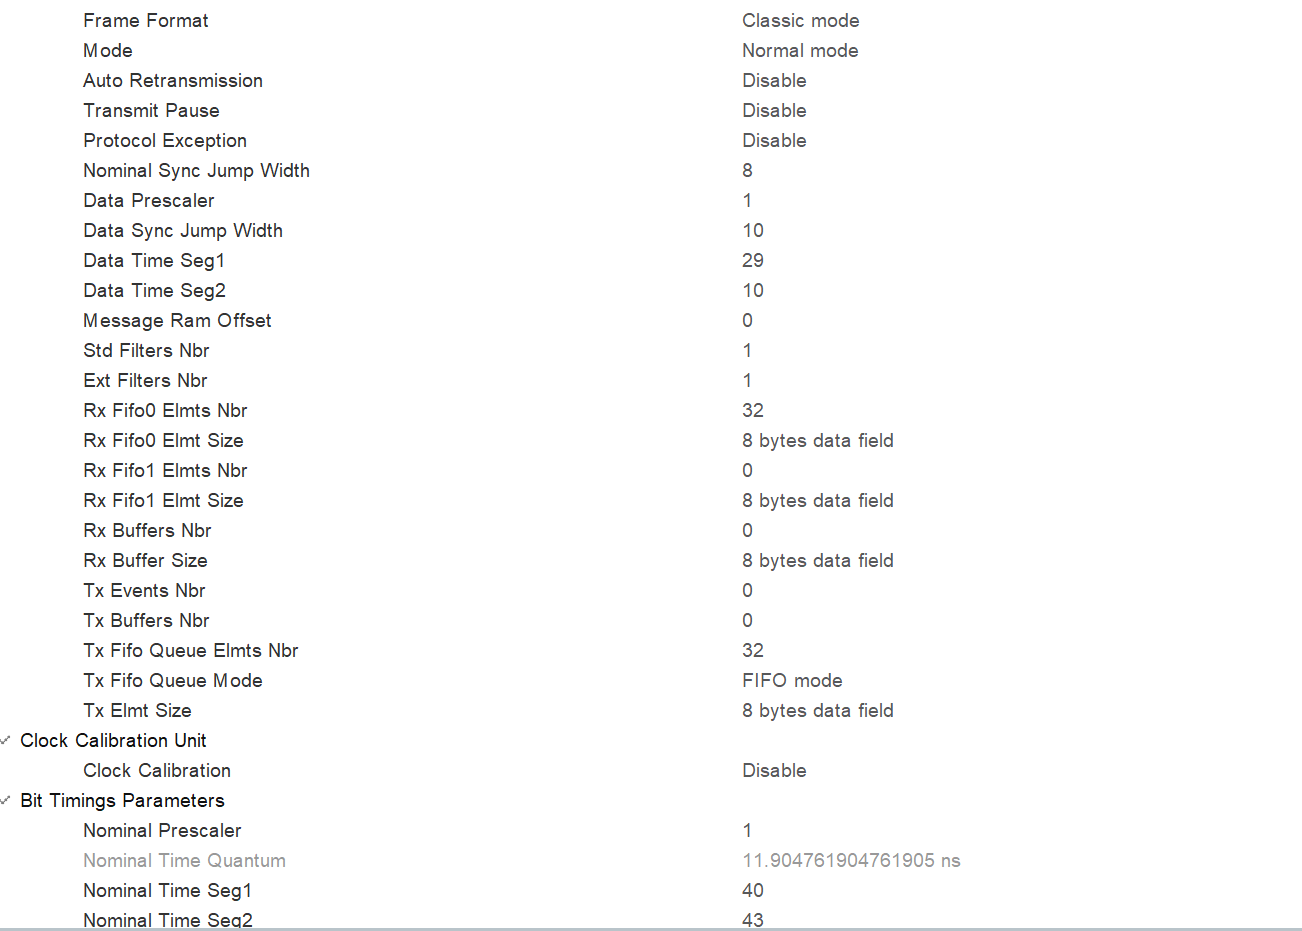 Frame Format Classic mode
Mode Normal mode
Auto Retransmission Disable
Transmit Pause Disable
Protocol Exception Disable
Nominal Sync Jump Width 8
Data Prescaler 1
Data Sync Jump Width 10
Data Time Seg1 29
Data Time Seg2 10
Message Ram Offset 0
Std Filters Nbr 1
Ext Filters Nbr 1
Rx Fifo0 Elmts Nbr 32
Rx Fifo0 Elmt Size 8 bytes data field
Rx Fifo1 Elmts Nbr 0
Rx Fifo1 Elmt Size 8 bytes data field
Rx Buffers Nbr 0
Rx Buffer Size 8 bytes data field
Tx Events Nbr 0
Tx Buffers Nbr 0
Tx Fifo Queue Elmts Nbr 32
Tx Fifo Queue Mode FIFO mode
Tx Elmt Size 8 bytes data field
Clock Calibration Unit
Clock Calibration Disable
Bit Timings Parameters
Nominal Prescaler 1
Nominal Time Quantum 11.904761904761905 ns
Nominal Time Seg1 40
Nominal Time Seg2 43